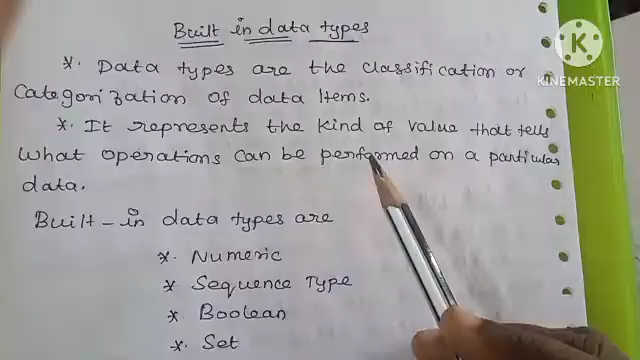 Built in data types
*. Data types are the classification or
categorization of data items.
*. It represents the kind of value that tells
what operations can be performed on a particular
data.
Built-in data types are
*. Numeric
* Sequence Type
* Boolean
*. Set
K
KINEMASTER